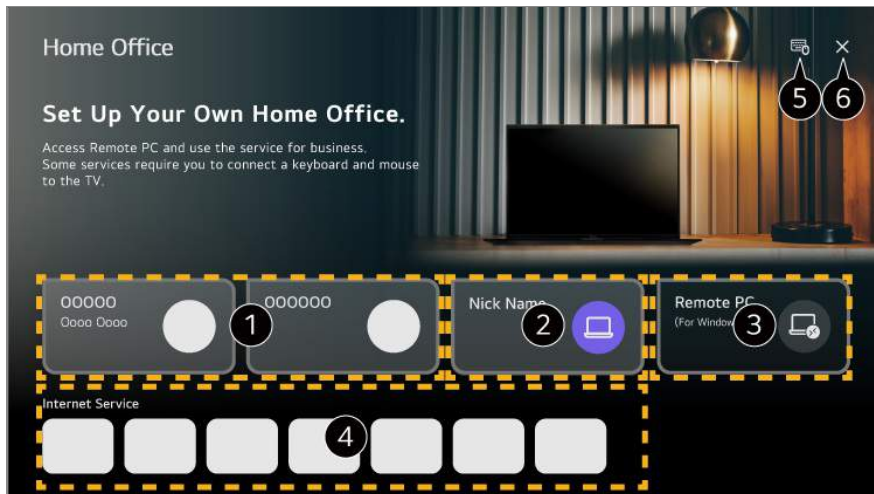 Home Office
5 6
Set Up Your Own Home Office.
Access Remote PC and use the service for business.
Some services require you to connect a keyboard and mouse
to the TV.
OOOOO
Oooo Oooo
1
OOOOOO
Nick Name
2
Remote PC
(For Window
3
Internet Service
4